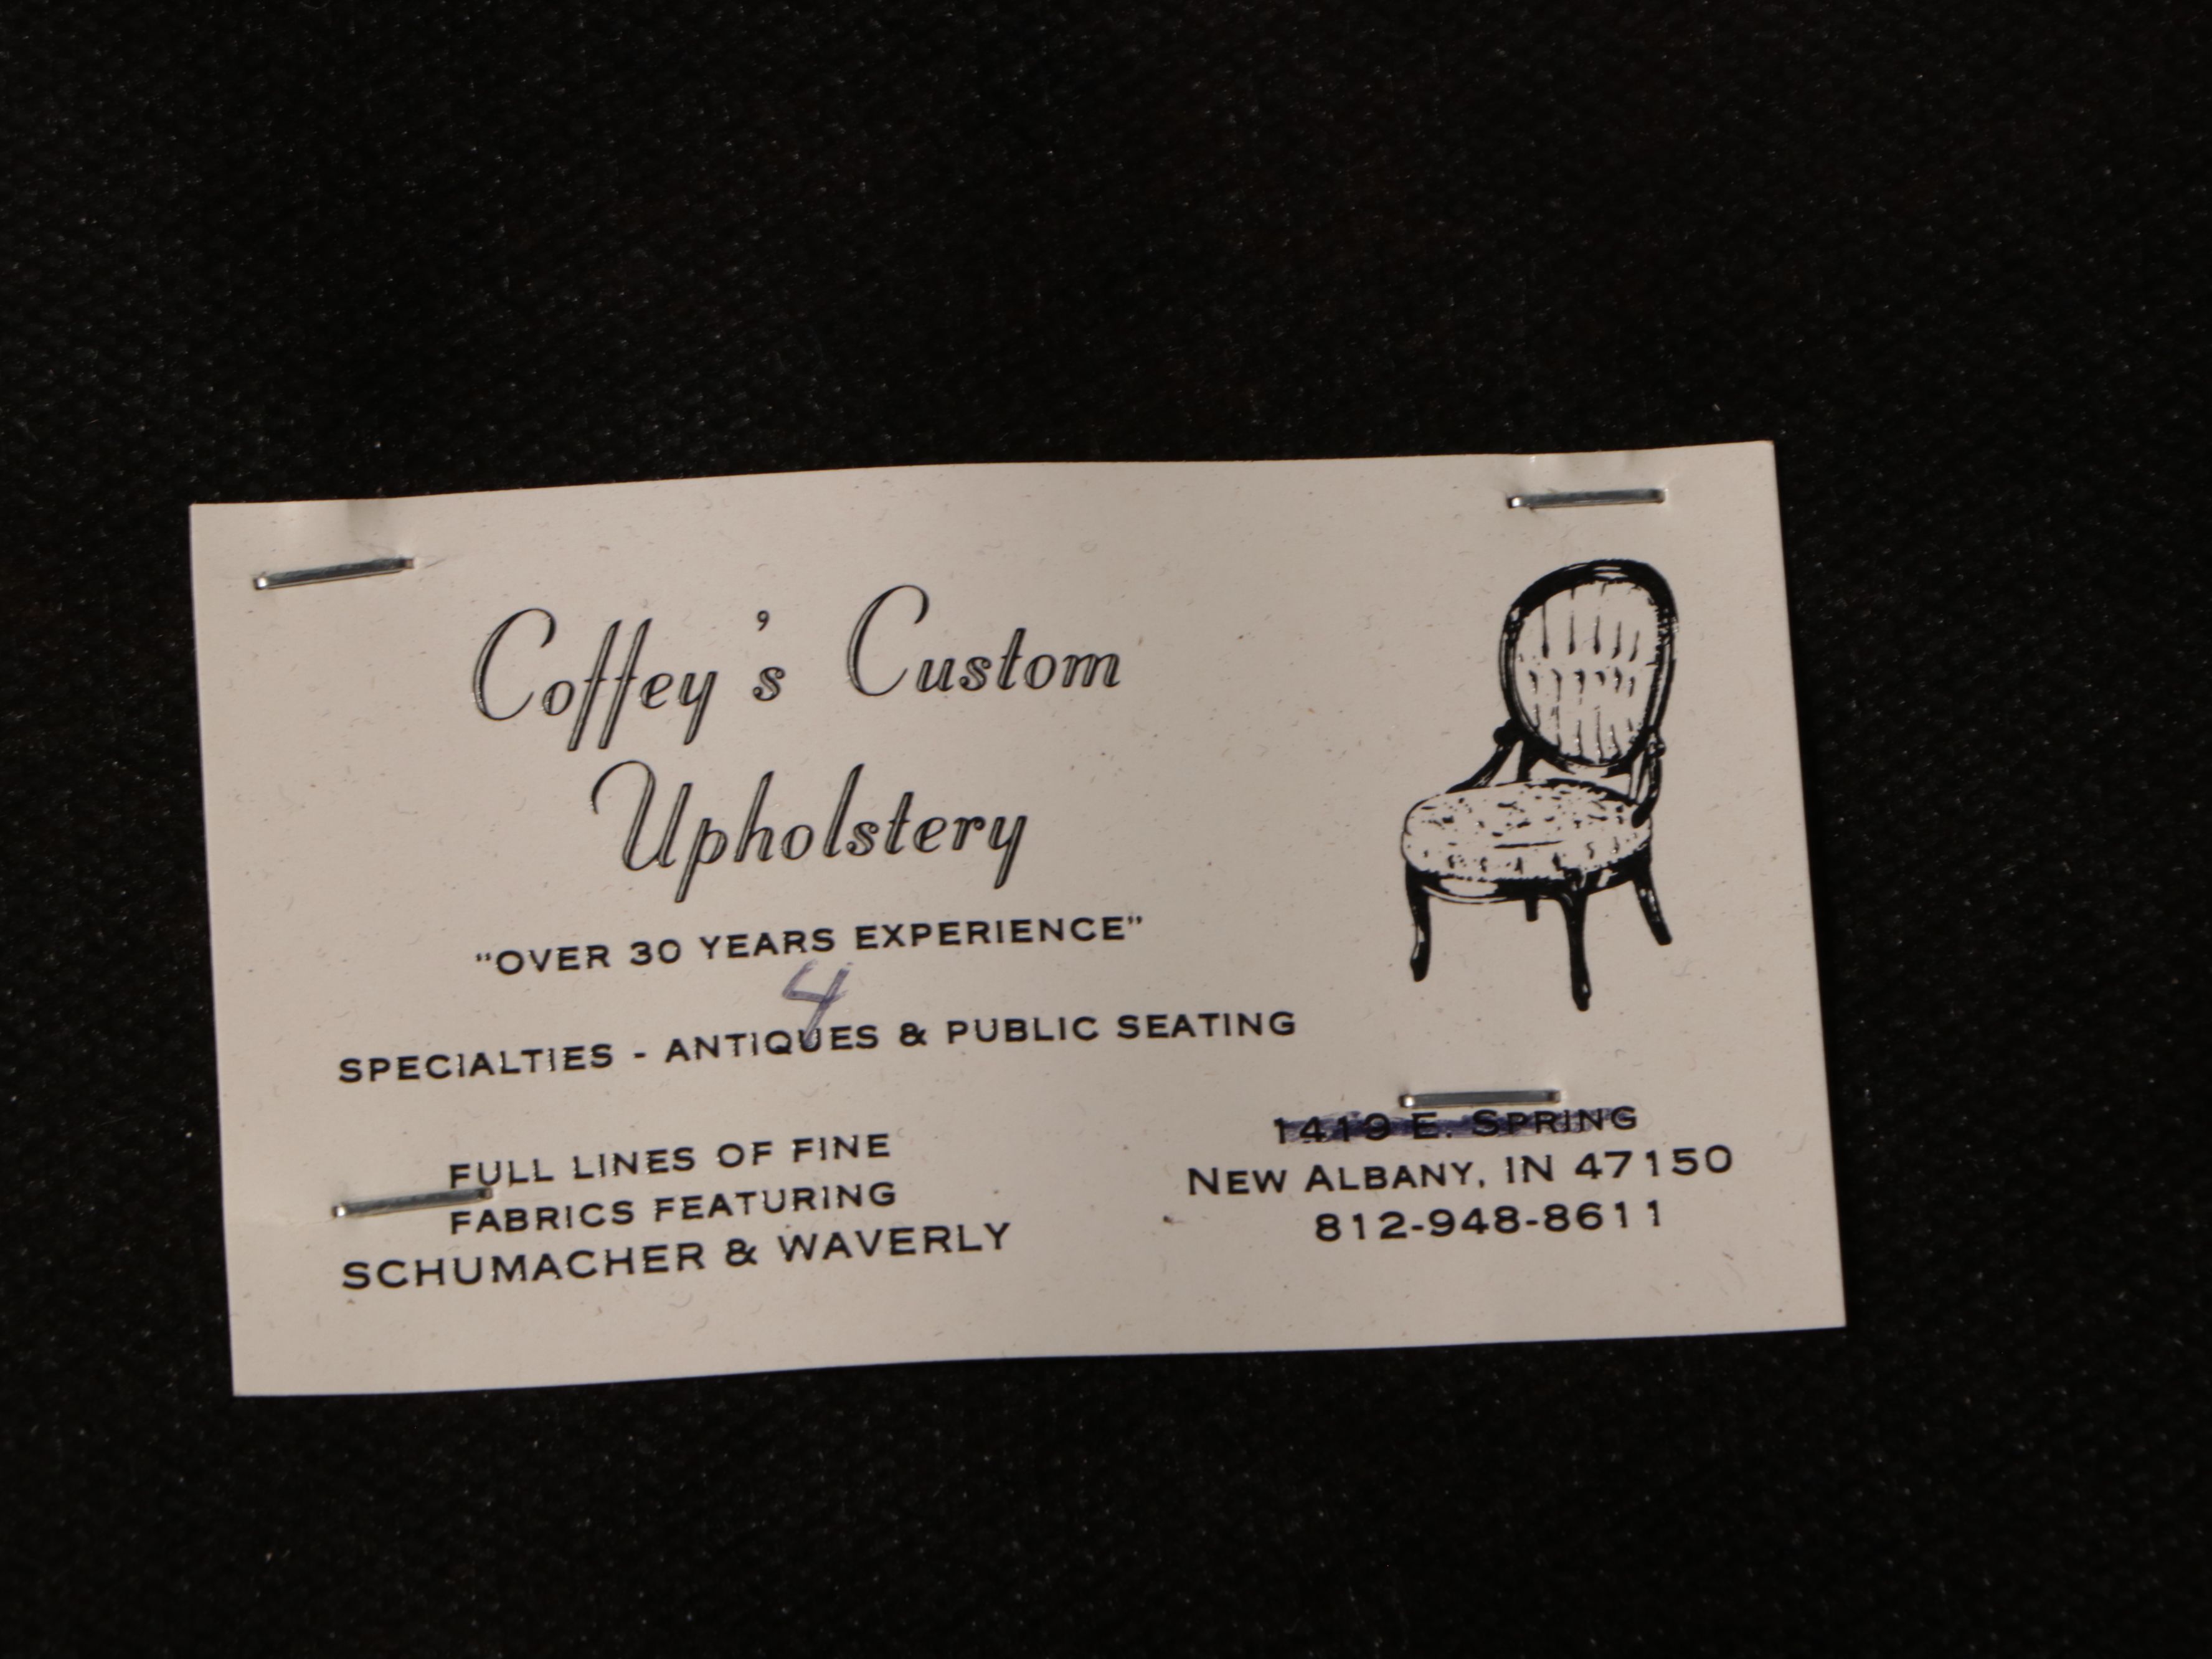 Coffey's Custom
Upholstery
"OVER 30 YEARS EXPERIENCE"
4
SPECIALTIES - ANTIQUES & PUBLIC SEATING
FULL LINES OF FINE
FABRICS FEATURING
SCHUMACHER & WAVERLY
1419 E. SPRING
NEW ALBANY, IN 47150
812-948-8611